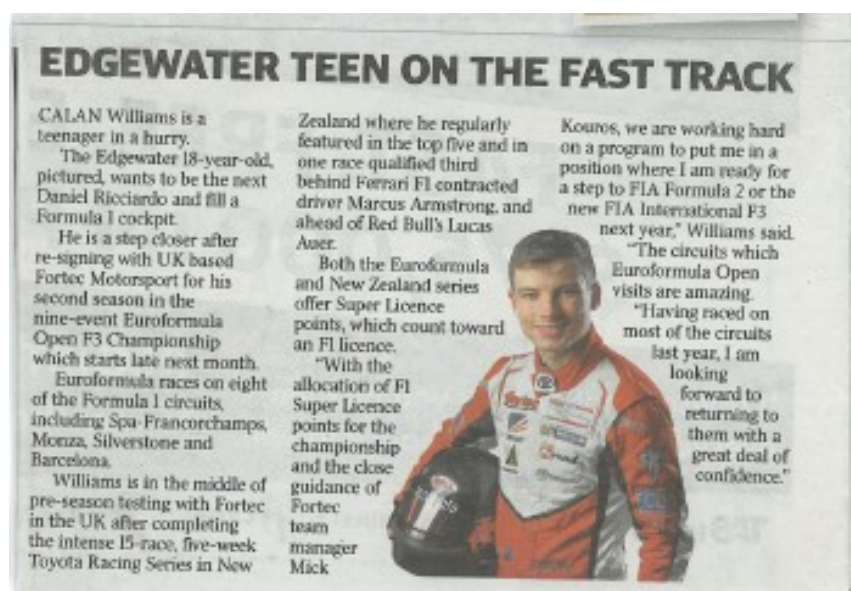 EDGEWATER TEEN ON THE FAST TRACK
CALAN Williams is a
teenager in a hurry.
The Edgewater 18-year-old,
pictured, wants to be the next
Daniel Ricciardo and fill a
Formula 1 cockpit.
He is a step closer after
re-signing with UK based
Fortec Motorsport for his
second season in the
nine-event Euroformula
Open F3 Championship
which starts late next month.
Euroformula races on eight
of the Formula 1 circuits,
including Spa-Francorchamps,
Monza, Silverstone and
Barcelona.
Williams is in the middle of
pre-season testing with Fortec
in the UK after completing
the intense 15-race, five-week
Toyota Racing Series in New
Zealand where he regularly
featured in the top five and in
one race qualified third
behind Ferrari F1 contracted
driver Marcus Armstrong, and
ahead of Red Bull's Lucas
Auer.
Both the Euroformula
and New Zealand series
offer Super Licence
points, which count toward
an F1 licence.
"With the
allocation of F1
Super Licence
points for the
championship
and the close
guidance of
Fortec
team
manager
Mick
Kouros, we are working hard
on a program to put me in a
position where I am ready for
a step to FIA Formula 2 or the
new FIA International F3
next year," Williams said.
"The circuits which
Euroformula Open
visits are amazing.
"Having raced on
most of the circuits
last year, I am
looking
forward to
returning to
them with a
great deal of
confidence."